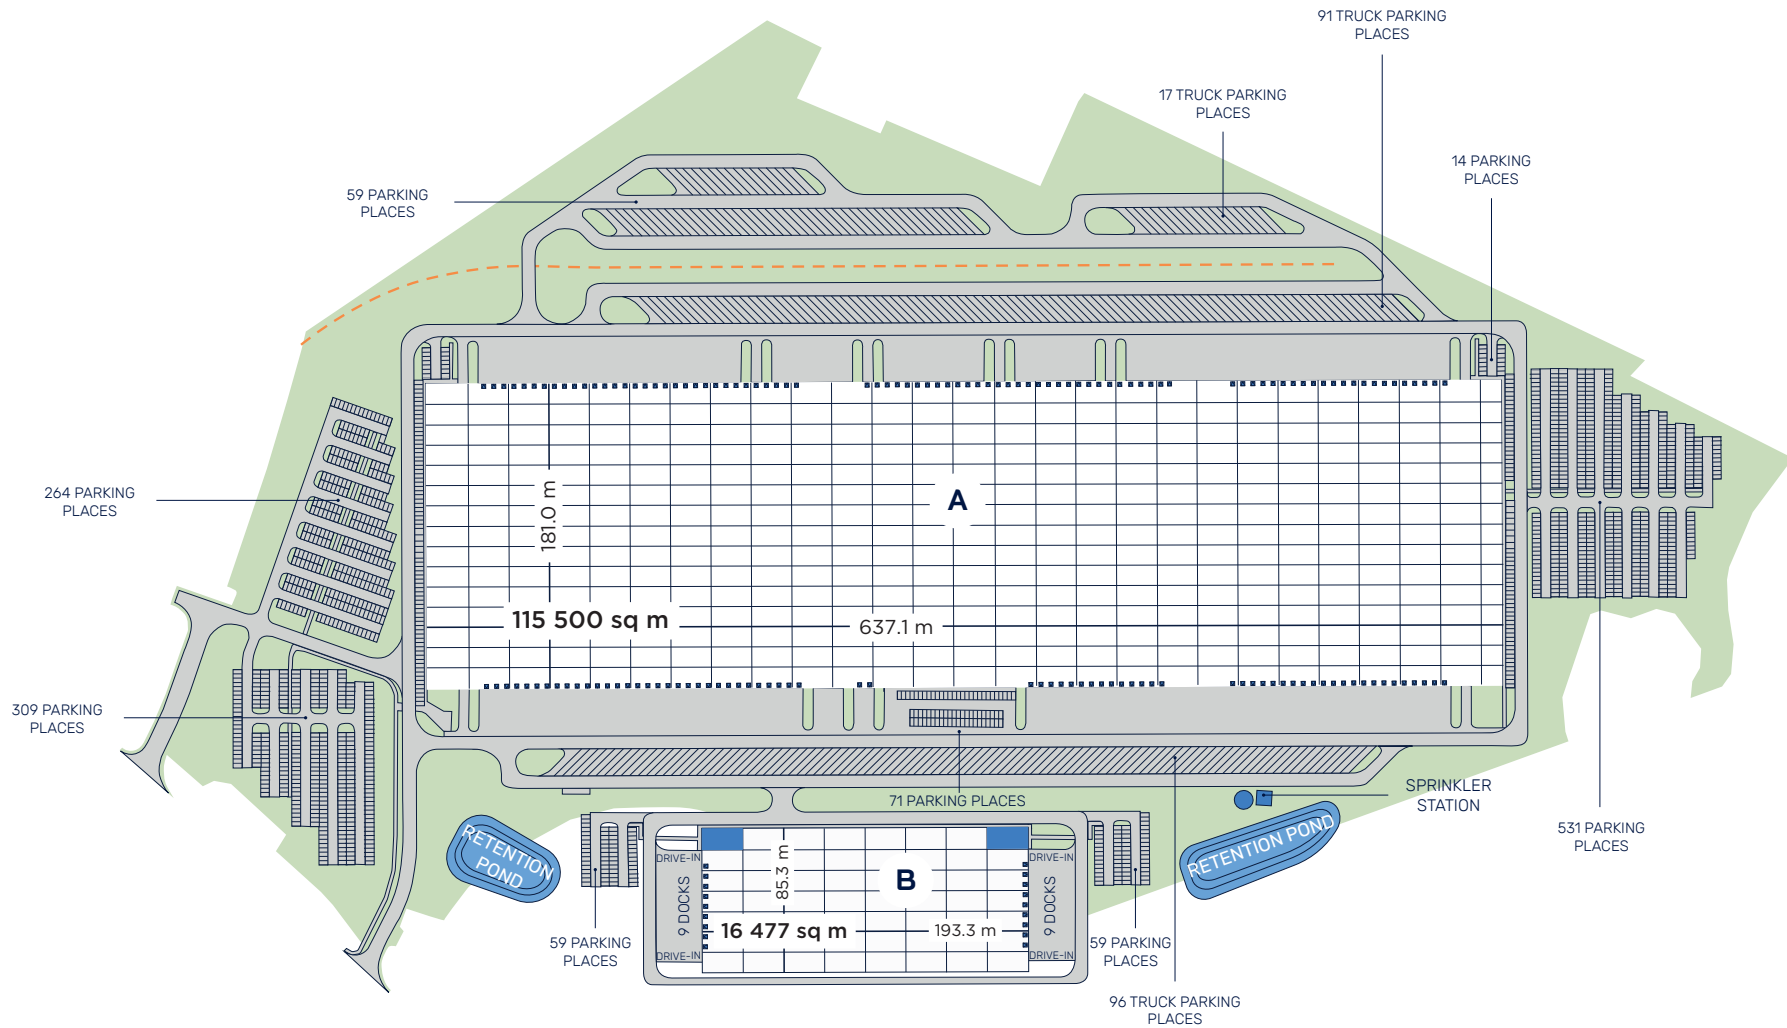 91 TRUCK PARKING
PLACES
17 TRUCK PARKING
PLACES
14 PARKING
PLACES
59 PARKING
PLACES
264 PARKING
PLACES
181.0 m
A
115 500 sq m
637.1 m
309 PARKING
PLACES
71 PARKING PLACES
SPRINKLER
STATION
531 PARKING
PLACES
RETENTION
POND
RETENTION POND
DRIVE-IN
9 DOCKS
DRIVE-IN
85.3 m
B
16 477 sq m
193.3 m
DRIVE-IN
9 DOCKS
DRIVE-IN
59 PARKING
PLACES
59 PARKING
PLACES
96 TRUCK PARKING
PLACES